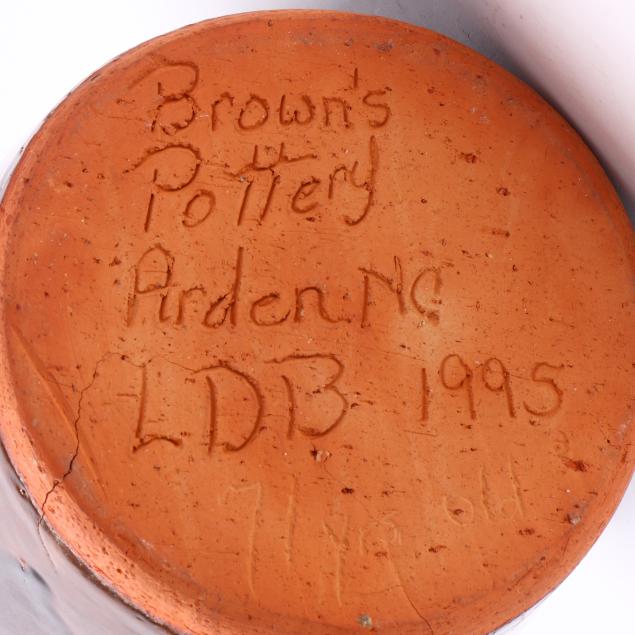 Brown's
Pottery
Arden NC
LDB 1995
71 yrs old